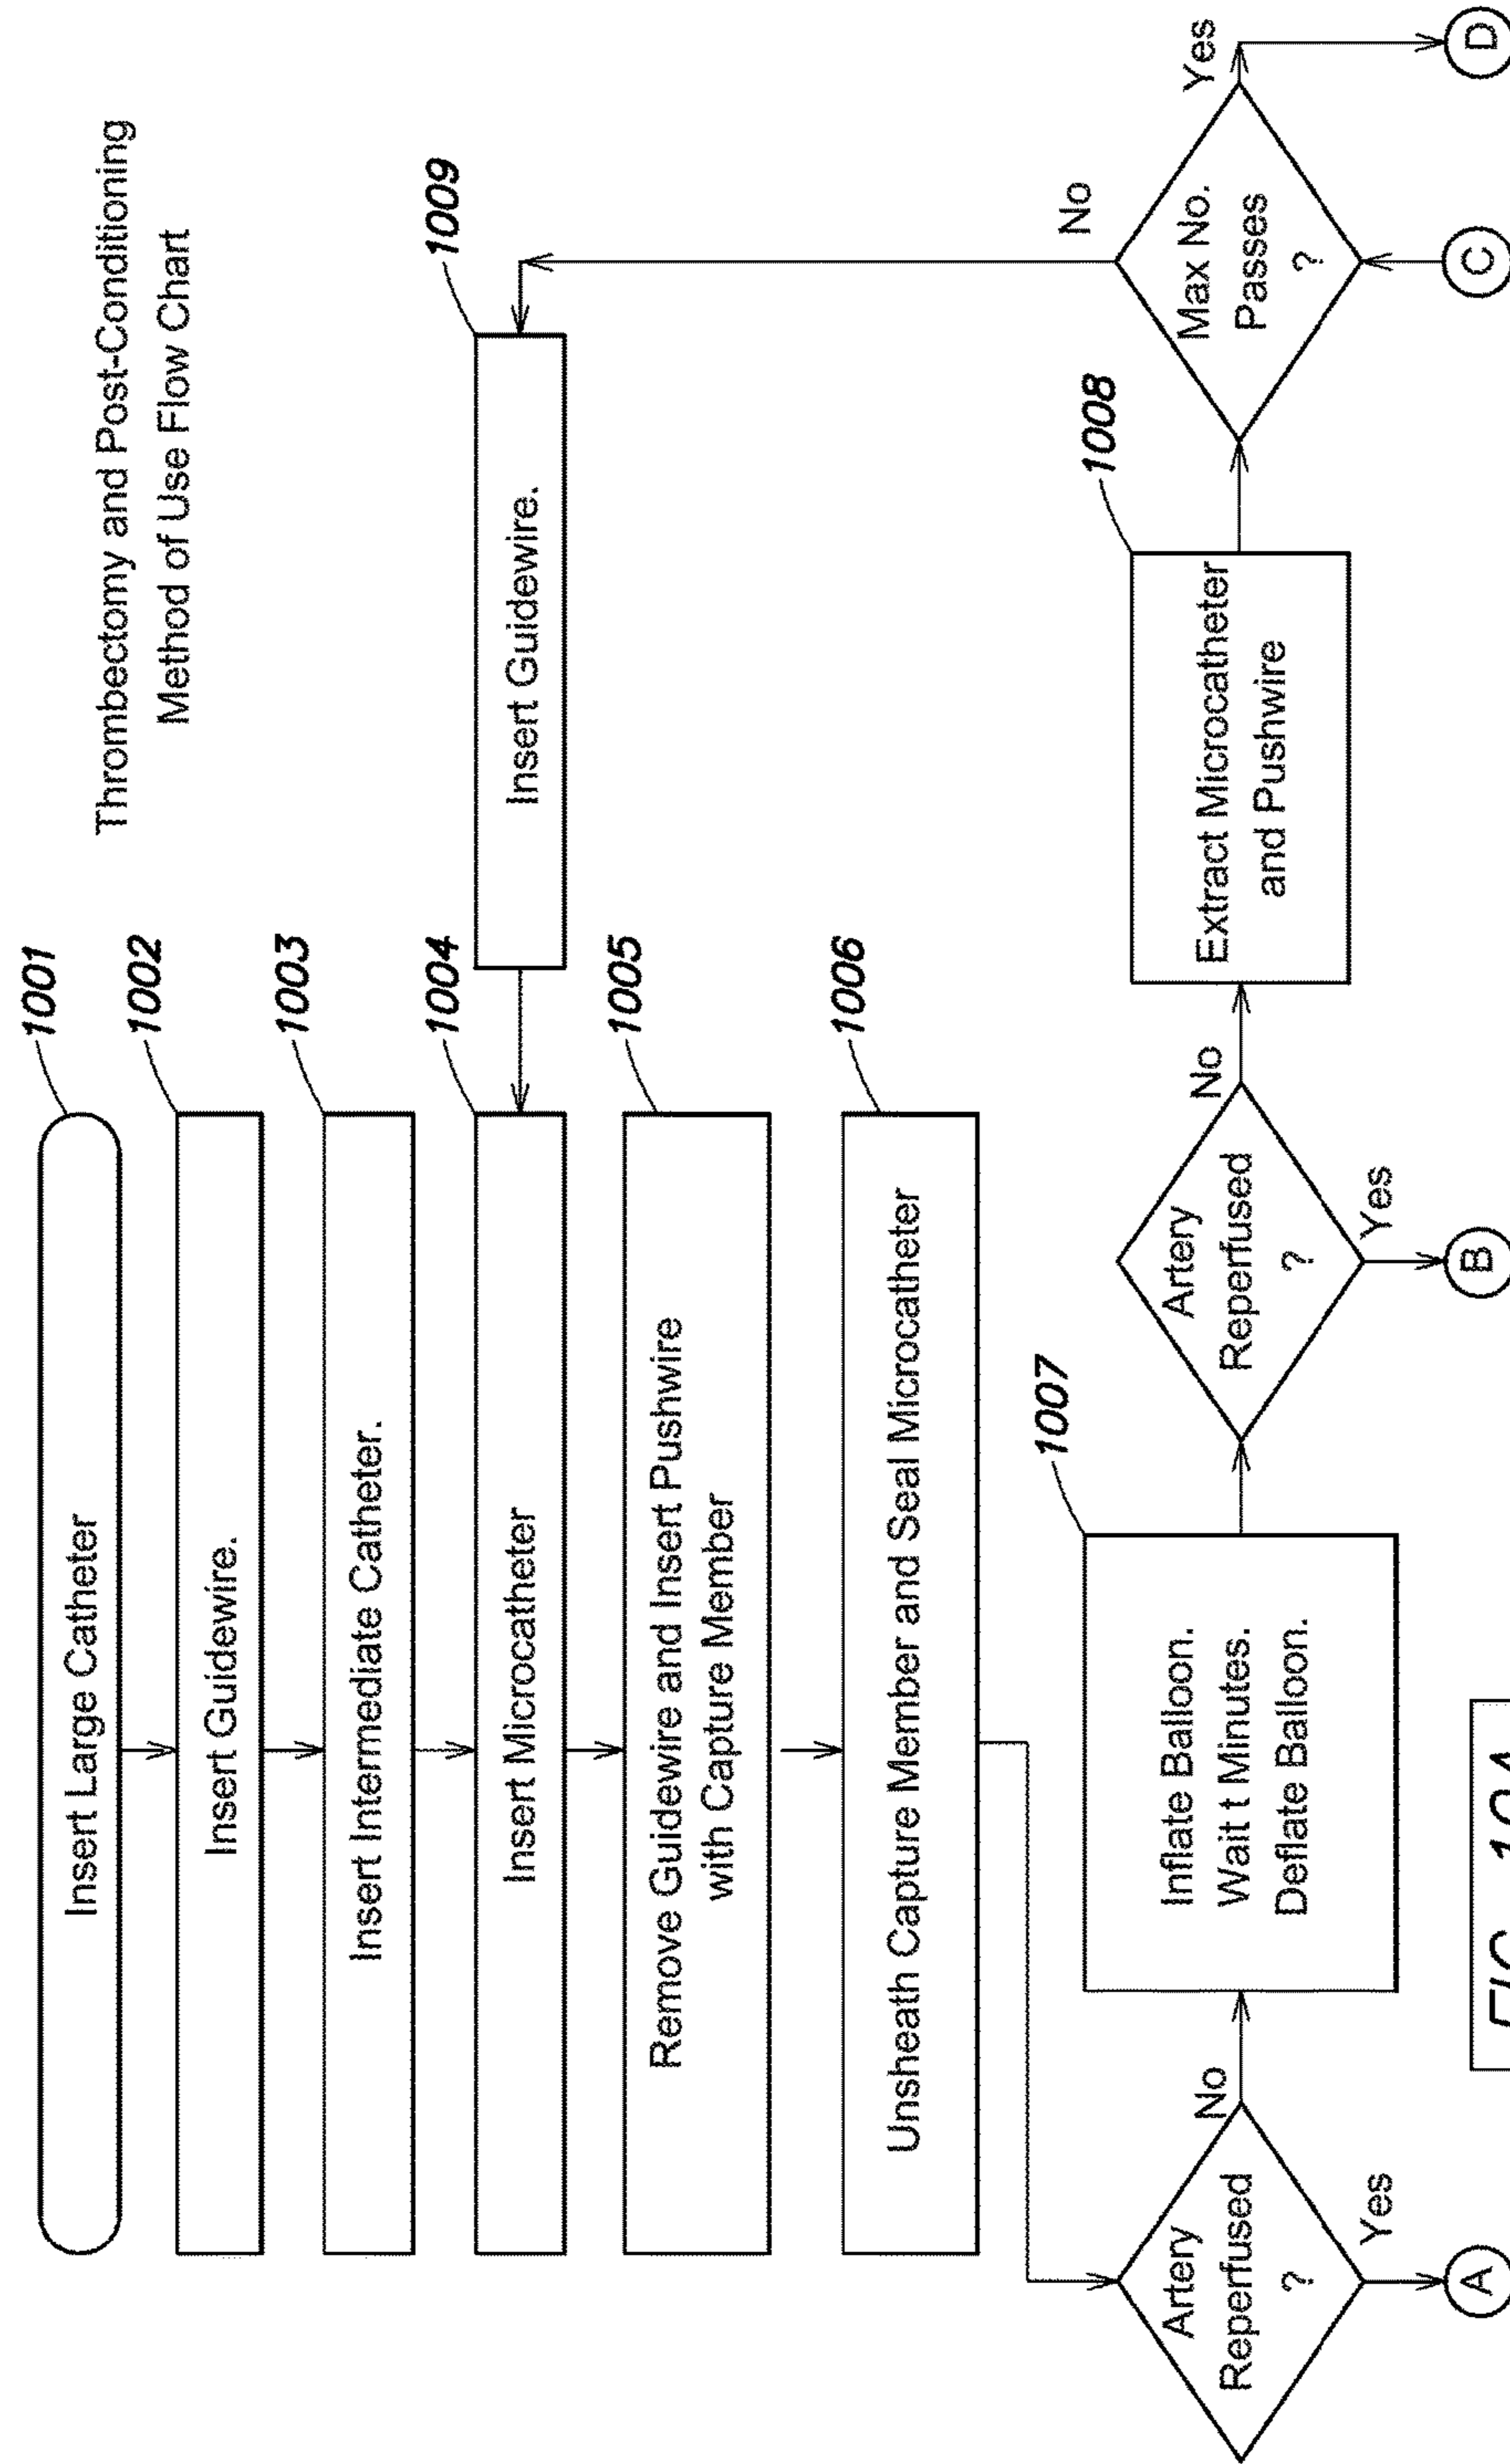 Thrombectomy and Post-Conditioning
Method of Use Flow Chart
1001
Insert Large Catheter
1002
Insert Guidewire.
1003
Insert Intermediate Catheter.
1004
Insert Microcatheter
1009
Insert Guidewire.
1005
Remove Guidewire and Insert Pushwire
with Capture Member
1006
Unsheath Capture Member and Seal Microcatheter
Artery
Reperfused
?
No
Yes
A
1007
Inflate Balloon.
Wait t Minutes.
Deflate Balloon.
Artery
Reperfused
?
No
Yes
B
1008
Extract Microcatheter
and Pushwire
Max No.
Passes
?
No
Yes
C
D
FIG. 10A